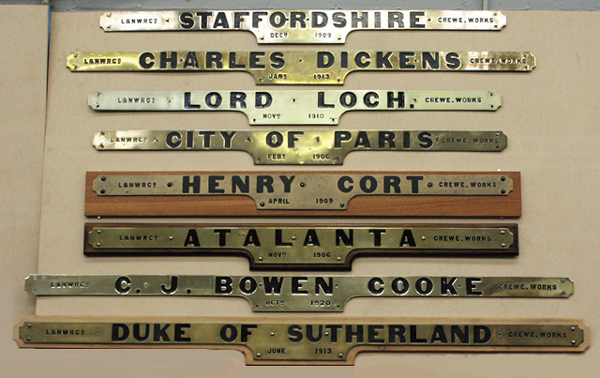 L&NWRCO STAFFORDSHIRE CREWE.WORKS
DECR 1909
L&NWRCO CHARLES DICKENS CREWE.WORKS
JANY 1913
L&NWRCO LORD LOCH. CREWE.WORKS
NOVR 1910
L&NWRCO CITY OF PARIS CREWE.WORKS
FEBY 1906
L&NWRCO HENRY CORT CREWE.WORKS
APRIL 1909
L&NWRCO ATALANTA CREWE.WORKS
NOVR 1906
L&NWRCO C. J. BOWEN COOKE CREWE.WORKS
OCTR 1920
L&NWRCO DUKE OF SUTHERLAND CREWE.WORKS
JUNE 1913